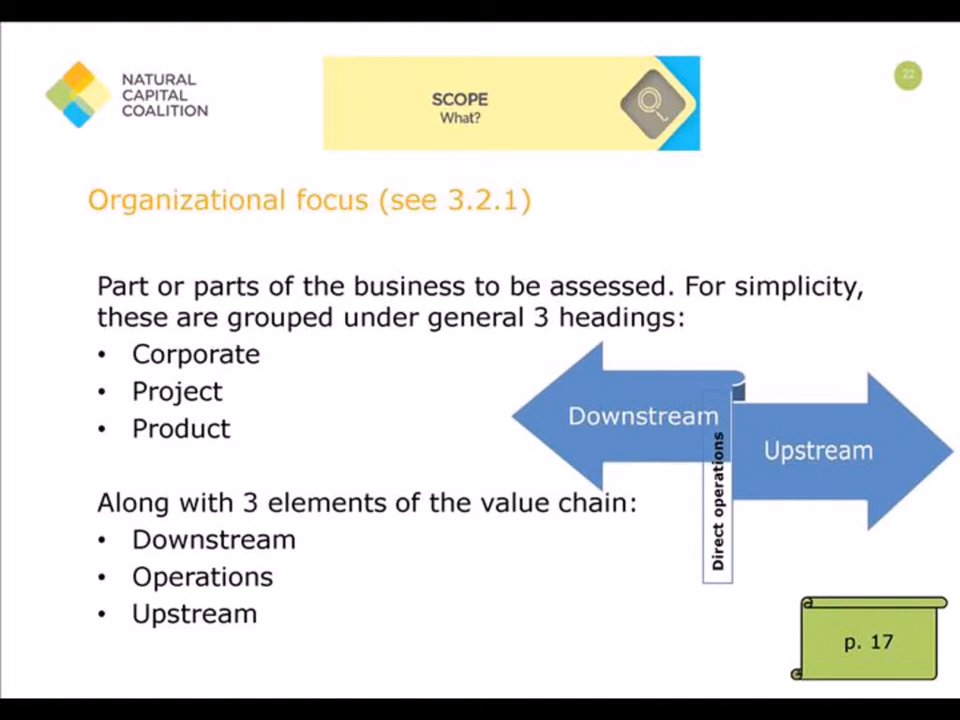 NATURAL
CAPITAL
COALITION
SCOPE
What?
22
Organizational focus (see 3.2.1)
Part or parts of the business to be assessed. For simplicity,
these are grouped under general 3 headings:
• Corporate
• Project
• Product
Downstream
Upstream
Direct operations
Along with 3 elements of the value chain:
• Downstream
• Operations
• Upstream
p. 17